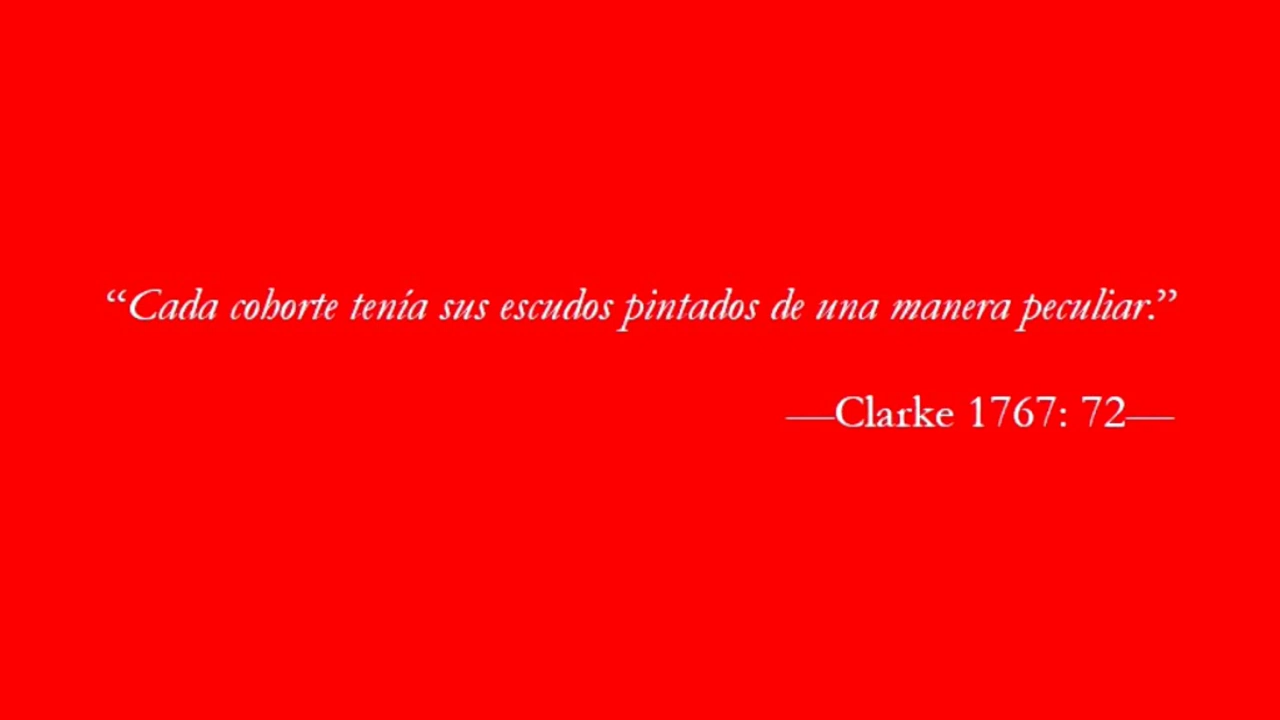 “Cada cohorte tenía sus escudos pintados de una manera peculiar.”
—Clarke 1767: 72—